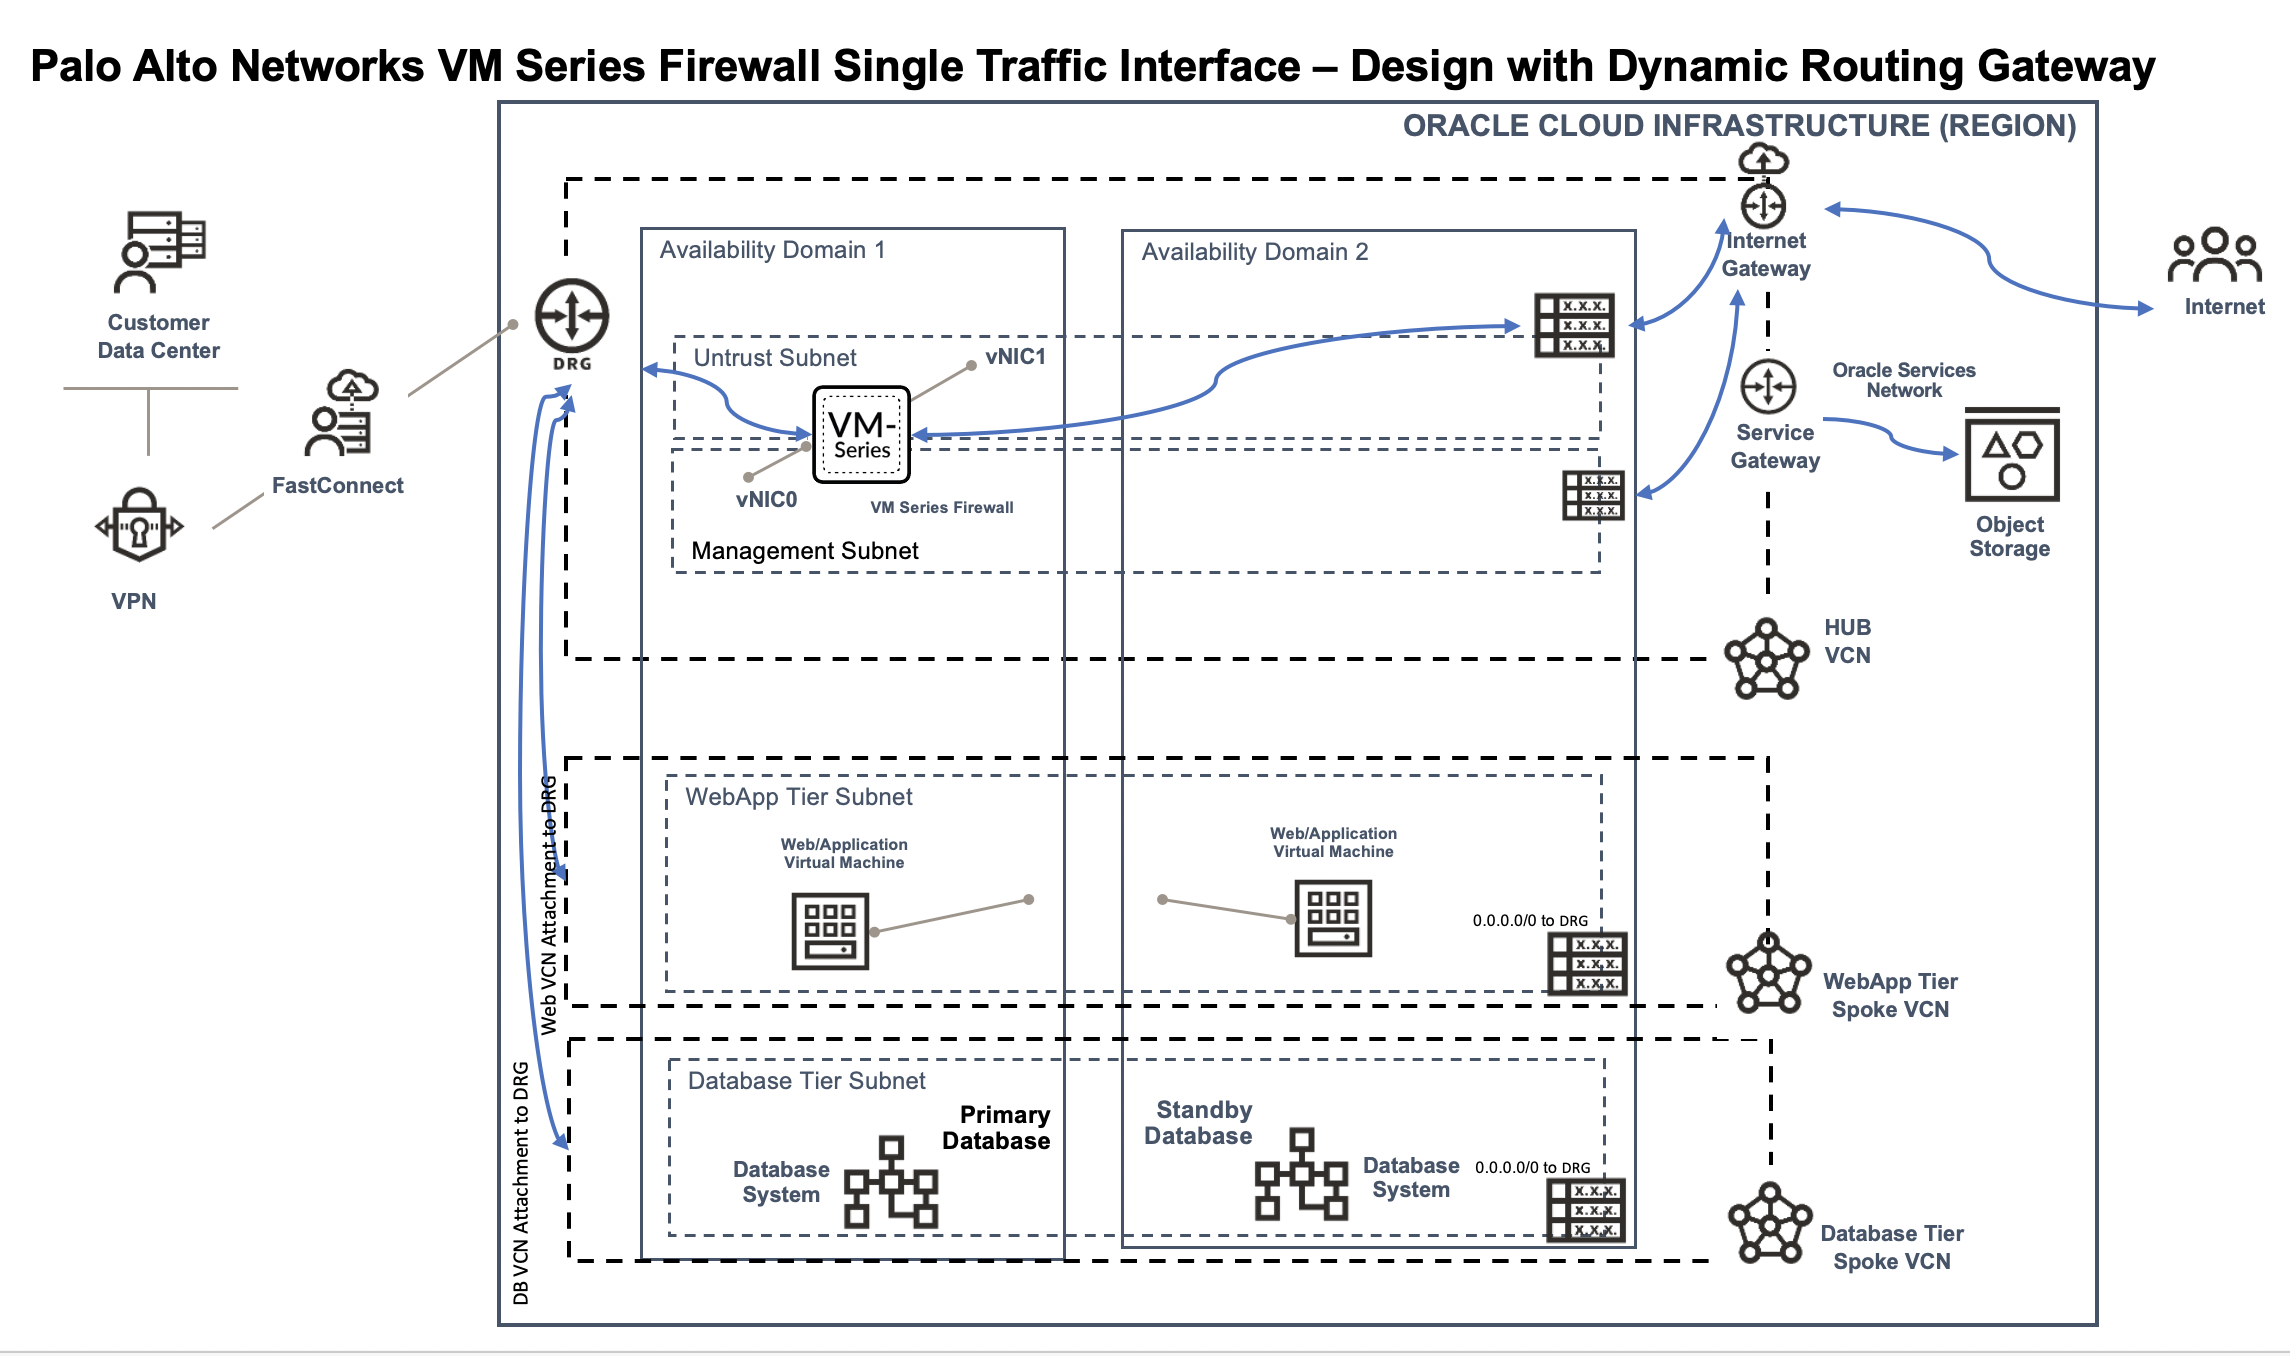 Palo Alto Networks VM Series Firewall Single Traffic Interface – Design with Dynamic Routing Gateway
ORACLE CLOUD INFRASTRUCTURE (REGION)
Customer
Data Center
FastConnect
VPN
DRG
Availability Domain 1
Availability Domain 2
Untrust Subnet
vNIC1
VM-
Series
vNIC0
VM Series Firewall
Management Subnet
x.x.x.
x.x.x.
x.x.x.
x.x.x.
x.x.x.
x.x.x.
Internet
Gateway
Internet
Service
Gateway
Oracle Services
Network
Object
Storage
HUB
VCN
Web VCN Attachment to DRG
WebApp Tier Subnet
Web/Application
Virtual Machine
Web/Application
Virtual Machine
0.0.0.0/0 to DRG
x.x.x.
x.x.x.
x.x.x.
WebApp Tier
Spoke VCN
DB VCN Attachment to DRG
Database Tier Subnet
Primary
Database
Database
System
Standby
Database
Database
System
0.0.0.0/0 to DRG
x.x.x.
x.x.x.
x.x.x.
Database Tier
Spoke VCN